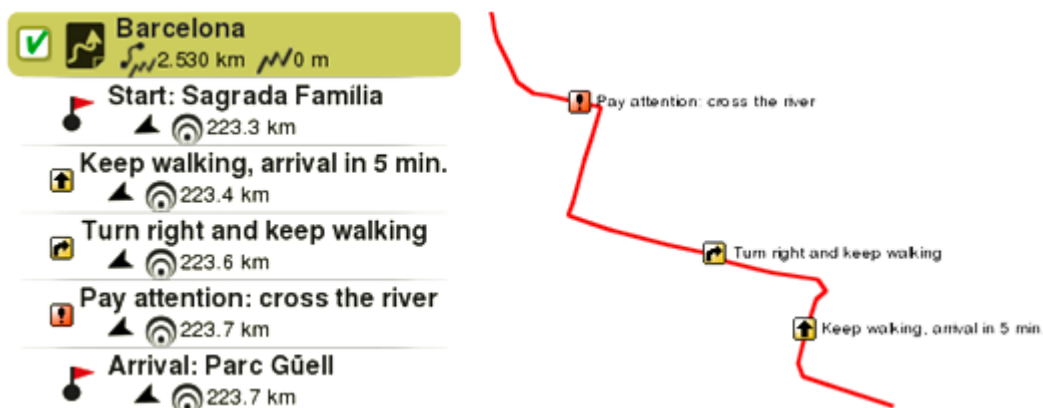 Barcelona
2.530 km 0 m
Start: Sagrada Família
223.3 km
Keep walking, arrival in 5 min.
223.4 km
Turn right and keep walking
223.6 km
Pay attention: cross the river
223.7 km
Arrival: Parc Gűell
223.7 km
Pay attention: cross the river
Turn right and keep walking
Keep walking, arrival in 5 min